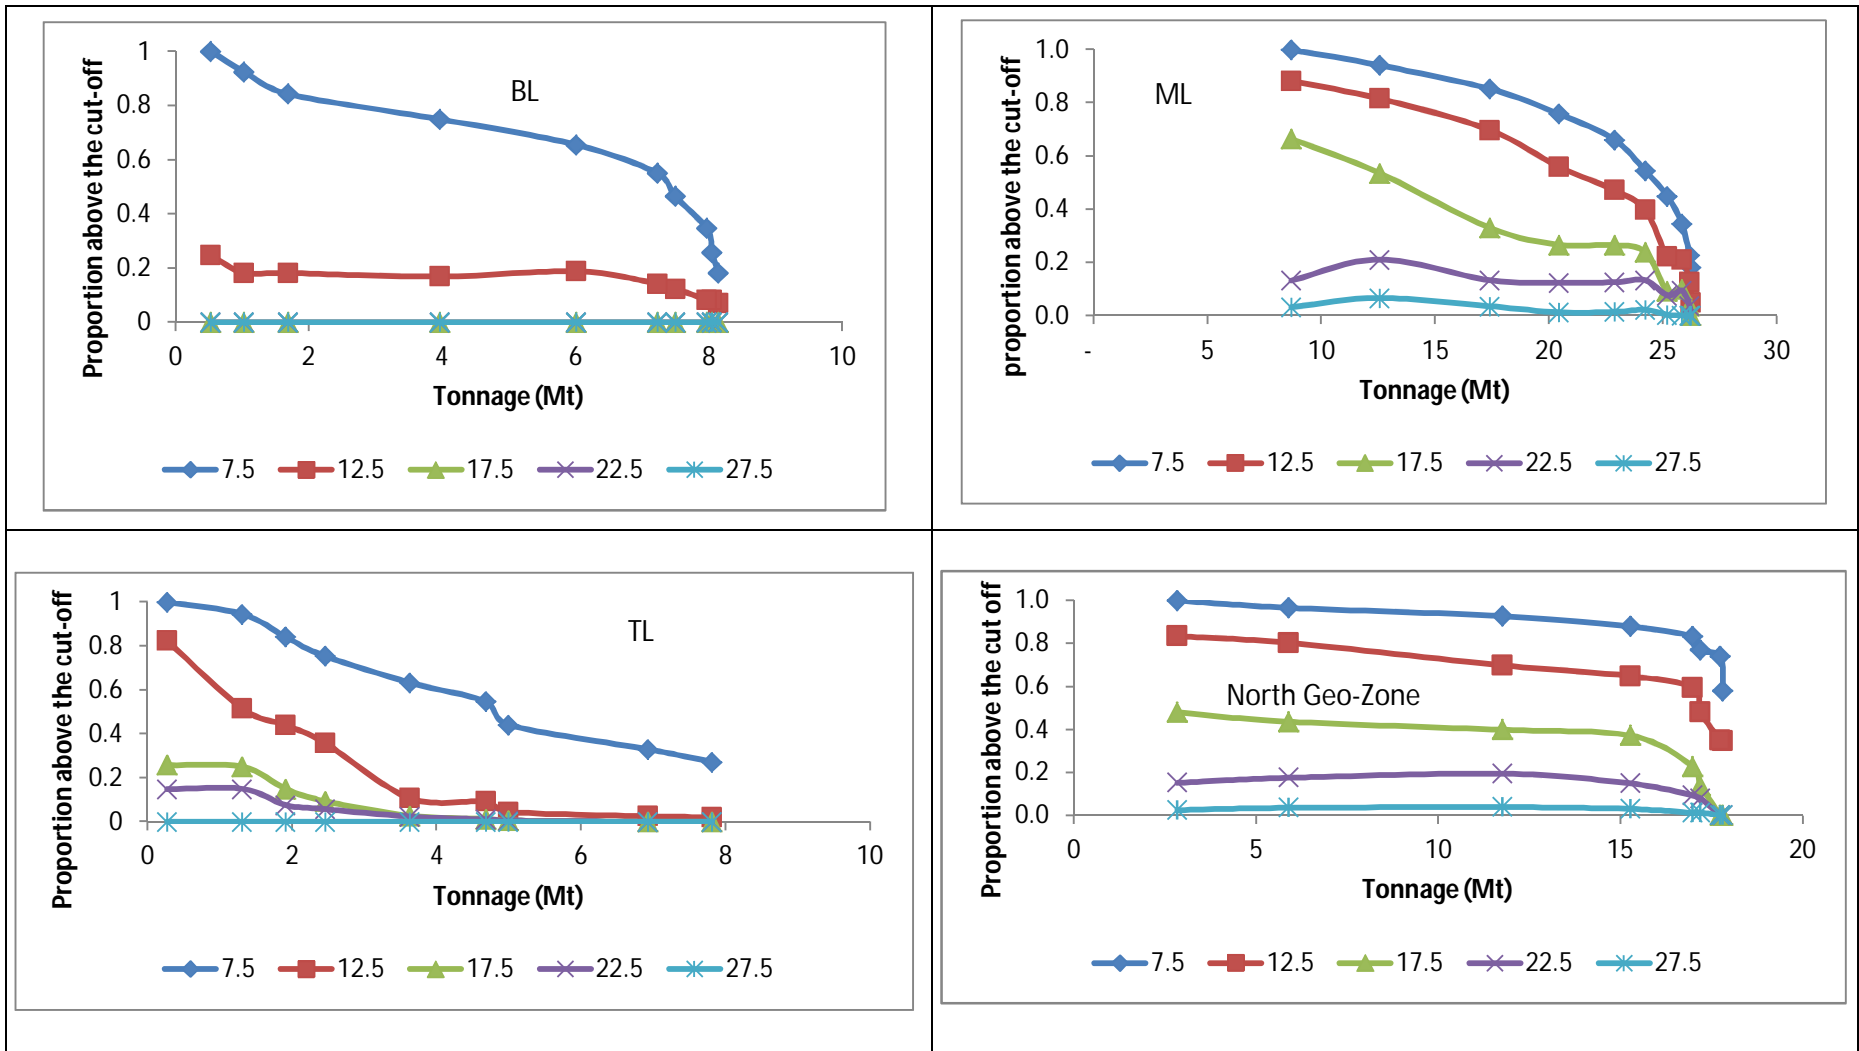 BL
Proportion above the cut-off
1
0.8
0.6
0.4
0.2
0
0 2 4 6 8 10
Tonnage (Mt)
7.5 12.5 17.5 22.5 27.5
ML
proportion above the cut-off
1.0
0.8
0.6
0.4
0.2
0.0
- 5 10 15 20 25 30
Tonnage (Mt)
7.5 12.5 17.5 22.5 27.5
TL
Proportion above the cut-off
1
0.8
0.6
0.4
0.2
0
0 2 4 6 8 10
Tonnage (Mt)
7.5 12.5 17.5 22.5 27.5
North Geo-Zone
Proportion above the cut off
1.0
0.8
0.6
0.4
0.2
0.0
0 5 10 15 20
Tonnage (Mt)
7.5 12.5 17.5 22.5 27.5